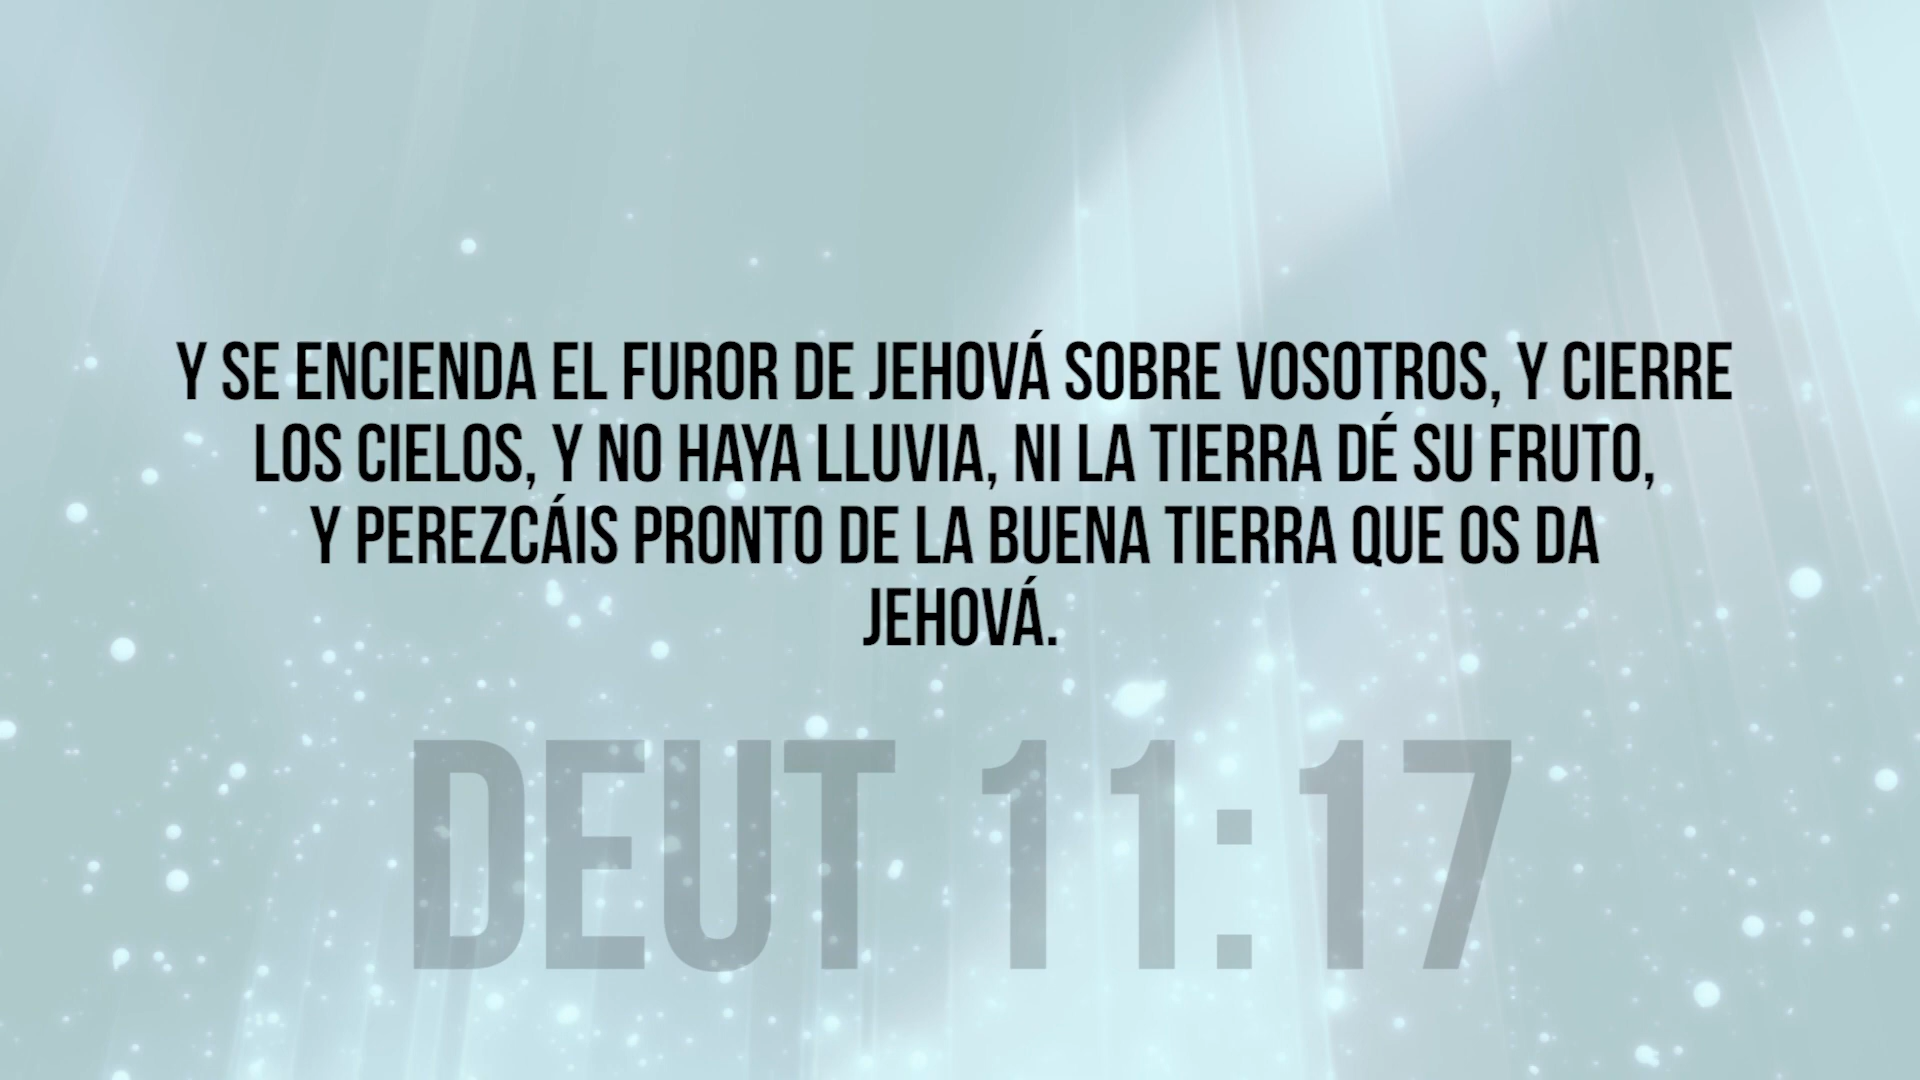 Y SE ENCIENDA EL FUROR DE JEHOVÁ SOBRE VOSOTROS, Y CIERRE
LOS CIELOS, Y NO HAYA LLUVIA, NI LA TIERRA DÉ SU FRUTO,
Y PEREZCÁIS PRONTO DE LA BUENA TIERRA QUE OS DA
JEHOVÁ.
DEUT 11:17